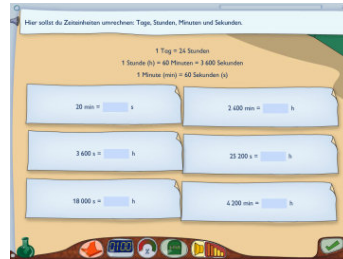 Hier sollst du Zeiteinheiten umrechnen: Tage, Stunden, Minuten und Sekunden.
1 Tag = 24 Stunden
1 Stunde (h) = 60 Minuten = 3 600 Sekunden
1 Minute (min) = 60 Sekunden (s)
20 min = s
2 400 min = h
3 600 s = h
25 200 s = h
18 000 s = h
4 200 min = h
01:00